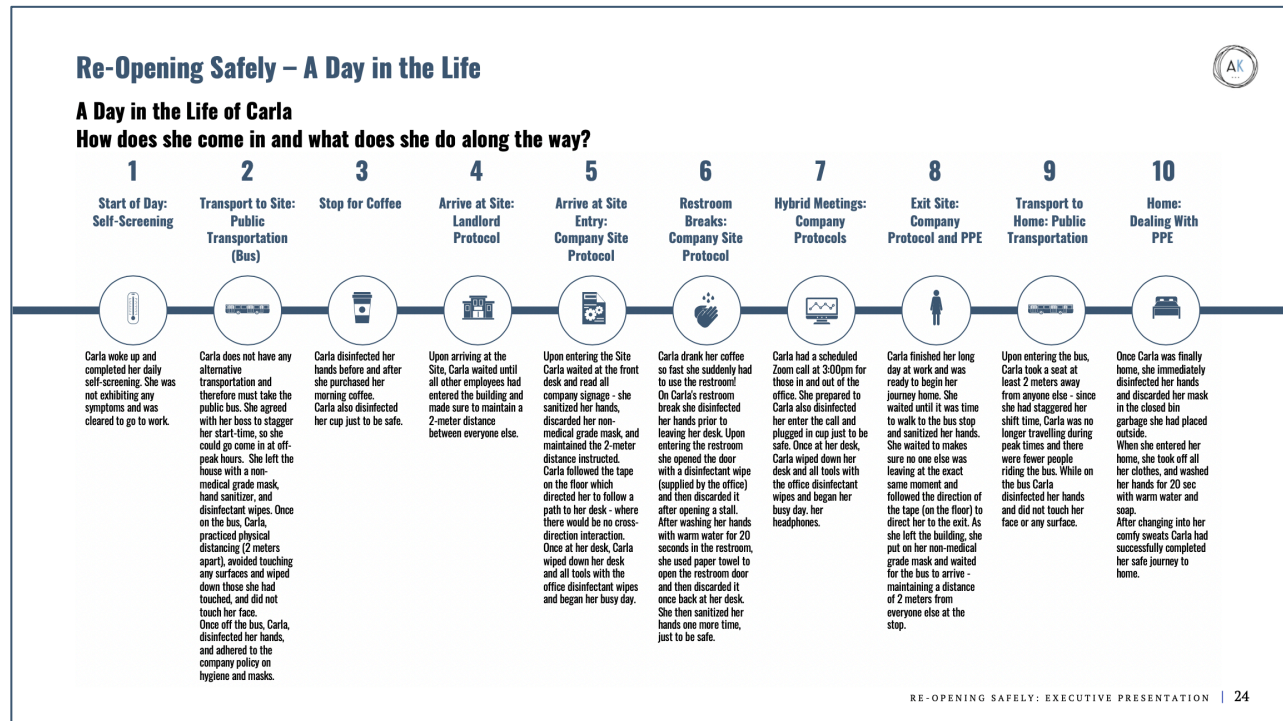 Re-Opening Safely – A Day in the Life
AK
A Day in the Life of Carla
How does she come in and what does she do along the way?
1
Start of Day:
Self-Screening
Carla woke up and
completed her daily
self-screening. She was
not exhibiting any
symptoms and was
cleared to go to work.
2
Transport to Site:
Public
Transportation
(Bus)
Carla does not have any
alternative
transportation and
therefore must take the
public bus. She agreed
with her boss to stagger
her start-time, so she
could go come in at off-
peak hours.  She left the
house with a non-
medical grade mask,
hand sanitizer, and
disinfectant wipes. Once
on the bus, Carla,
practiced physical
distancing (2 meters
apart), avoided touching
any surfaces and wiped
down those she had
touched, and did not
touch her face.
Once off the bus, Carla,
disinfected her hands,
and adhered to the
company policy on
hygiene and masks.
3
Stop for Coffee
Carla disinfected her
hands before and after
she purchased her
morning coffee.
Carla also disinfected
her cup just to be safe.
4
Arrive at Site:
Landlord
Protocol
Upon arriving at the
Site, Carla waited until
all other employees had
entered the building and
made sure to maintain a
2-meter distance
between everyone else.
5
Arrive at Site
Entry:
Company Site
Protocol
Upon entering the Site
Carla waited at the front
desk and read all
company signage - she
sanitized her hands,
discarded her non-
medical grade mask, and
maintained the 2-meter
distance instructed.
Carla followed the tape
on the floor which
directed her to follow a
path to her desk - where
there would be no cross-
direction interaction.
Once at her desk, Carla
wiped down her desk
and all tools with the
office disinfectant wipes
and began her busy day.
6
Restroom
Breaks:
Company Site
Protocol
Carla drank her coffee
so fast she suddenly had
to use the restroom!
On Carla's restroom
break she disinfected
her hands prior to
leaving her desk. Upon
entering the restroom
she opened the door
with a disinfectant wipe
(supplied by the office)
and then discarded it
after opening a stall.
After washing her hands
with warm water for 20
seconds in the restroom,
she used paper towel to
open the restroom door
and then discarded it
once back at her desk.
She then sanitized her
hands one more time,
just to be safe.
7
Hybrid Meetings:
Company
Protocols
Carla had a scheduled
Zoom call at 3:00pm for
those in and out of the
office. She prepared to
Carla also disinfected
her enter the call and
plugged in cup just to be
safe. Once at her desk,
Carla wiped down her
desk and all tools with
the office disinfectant
wipes and began her
busy day. her
headphones.
8
Exit Site:
Company
Protocol and PPE
Carla finished her long
day at work and was
ready to begin her
journey home. She
waited until it was time
to walk to the bus stop
and sanitized her hands.
She waited to makes
sure no one else was
leaving at the exact
same moment and
followed the direction of
the tape (on the floor) to
direct her to the exit. As
she left the building, she
put on her non-medical
grade mask and waited
for the bus to arrive -
maintaining a distance
of 2 meters from
everyone else at the
stop.
9
Transport to
Home: Public
Transportation
Upon entering the bus,
Carla took a seat at
least 2 meters away
from anyone else - since
she had staggered her
shift time, Carla was no
longer travelling during
peak times and there
were fewer people
riding the bus. While on
the bus Carla
disinfected her hands
and did not touch her
face or any surface.
10
Home:
Dealing With
PPE
Once Carla was finally
home, she immediately
disinfected her hands
and discarded her mask
in the closed bin
garbage she had placed
outside.
When she entered her
home, she took off all
her clothes, and washed
her hands for 20 sec
with warm water and
soap.
After changing into her
comfy sweats Carla had
successfully completed
her safe journey to
home.
RE-OPENING SAFELY: EXECUTIVE PRESENTATION | 24